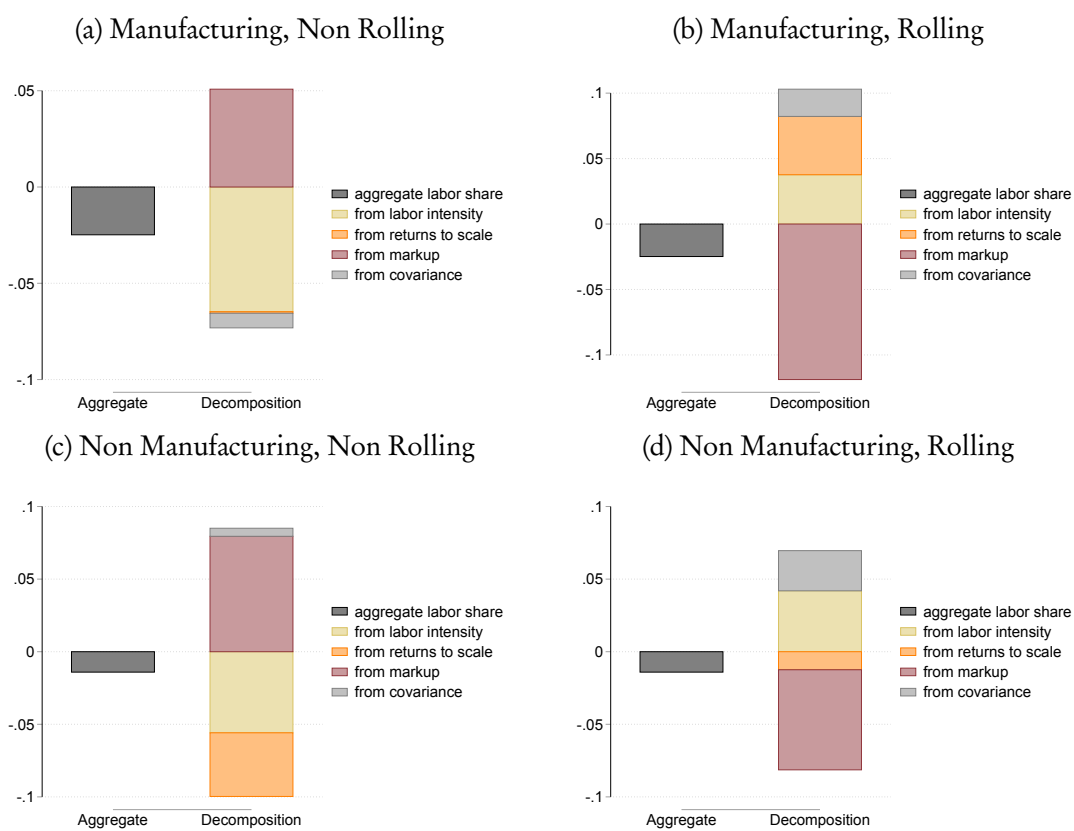 (a) Manufacturing, Non Rolling
.05
0
-.05
-.1
Aggregate
Decomposition
aggregate labor share
from labor intensity
from returns to scale
from markup
from covariance
(b) Manufacturing, Rolling
.1
.05
0
-.05
-.1
Aggregate
Decomposition
aggregate labor share
from labor intensity
from returns to scale
from markup
from covariance
(c) Non Manufacturing, Non Rolling
.1
.05
0
-.05
-.1
Aggregate
Decomposition
aggregate labor share
from labor intensity
from returns to scale
from markup
from covariance
(d) Non Manufacturing, Rolling
.1
.05
0
-.05
-.1
Aggregate
Decomposition
aggregate labor share
from labor intensity
from returns to scale
from markup
from covariance